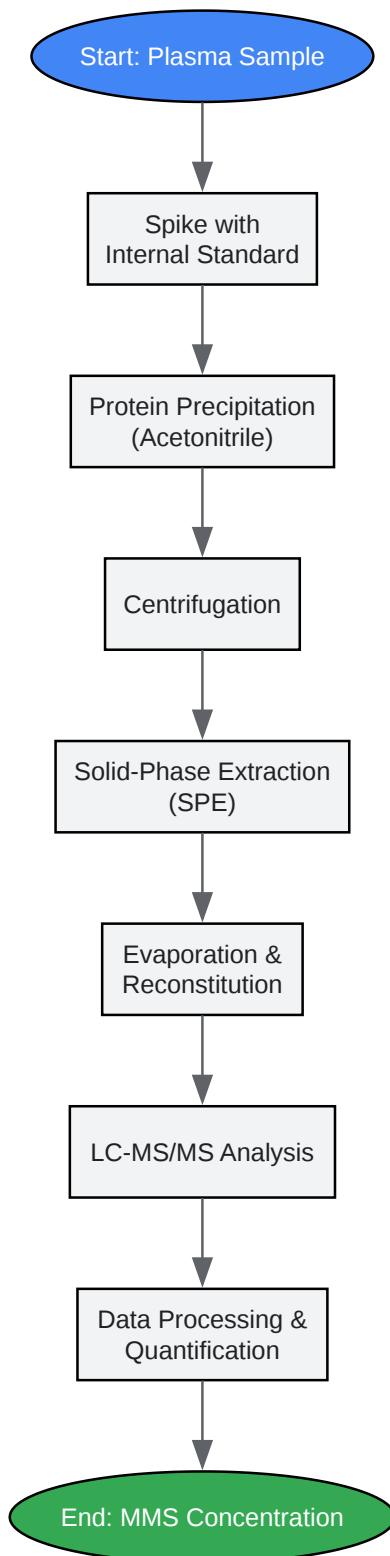 Start: Plasma Sample
Spike with
Internal Standard
Protein Precipitation
(Acetonitrile)
Centrifugation
Solid-Phase Extraction
(SPE)
Evaporation &
Reconstitution
LC-MS/MS Analysis
Data Processing &
Quantification
End: MMS Concentration